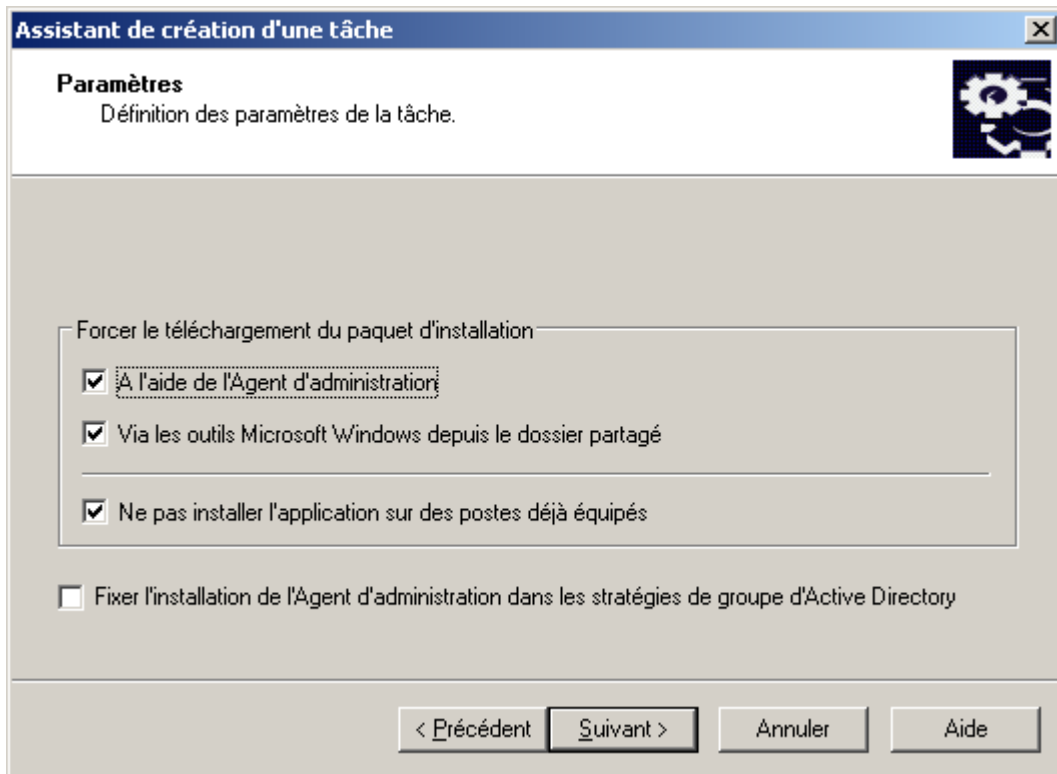 Assistant de création d'une tâche
Paramètres
Définition des paramètres de la tâche.
Forcer le téléchargement du paquet d'installation
A l'aide de l'Agent d'administration
Via les outils Microsoft Windows depuis le dossier partagé
Ne pas installer l'application sur des postes déjà équipés
Fixer l'installation de l'Agent d'administration dans les stratégies de groupe d'Active Directory
< Précédent Suivant > Annuler Aide